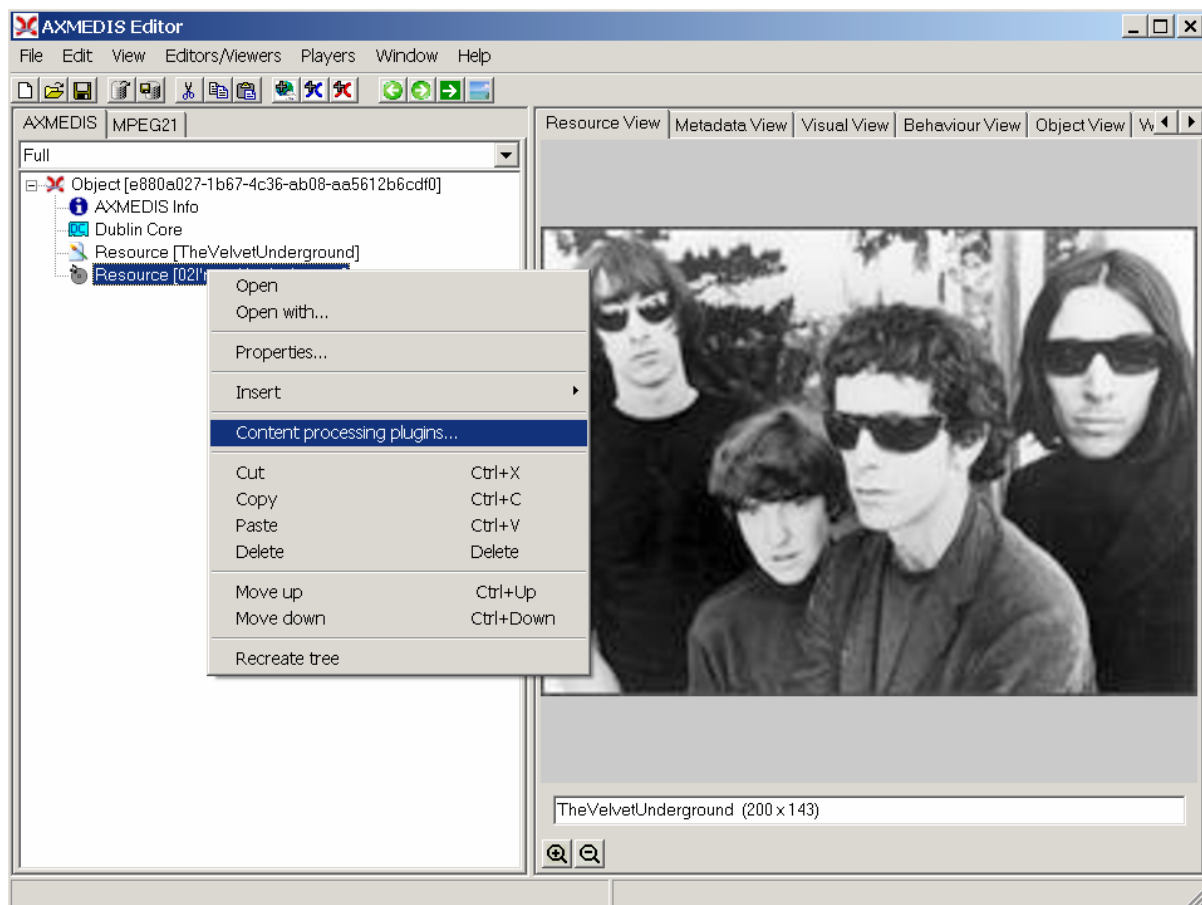 AXMEDIS Editor
File Edit View Editors/Viewers Players Window Help
AXMEDIS MPEG21
Resource View Metadata View Visual View Behaviour View Object View
Full
Object [e880a027-1b67-4c36-ab08-aa5612b6cdf0]
AXMEDIS Info
Dublin Core
Resource [TheVelvetUnderground]
Resource [02I'
Open
Open with...
Properties...
Insert
Content processing plugins...
Cut Ctrl+X
Copy Ctrl+C
Paste Ctrl+V
Delete Delete
Move up Ctrl+Up
Move down Ctrl+Down
Recreate tree
TheVelvetUnderground (200 x 143)